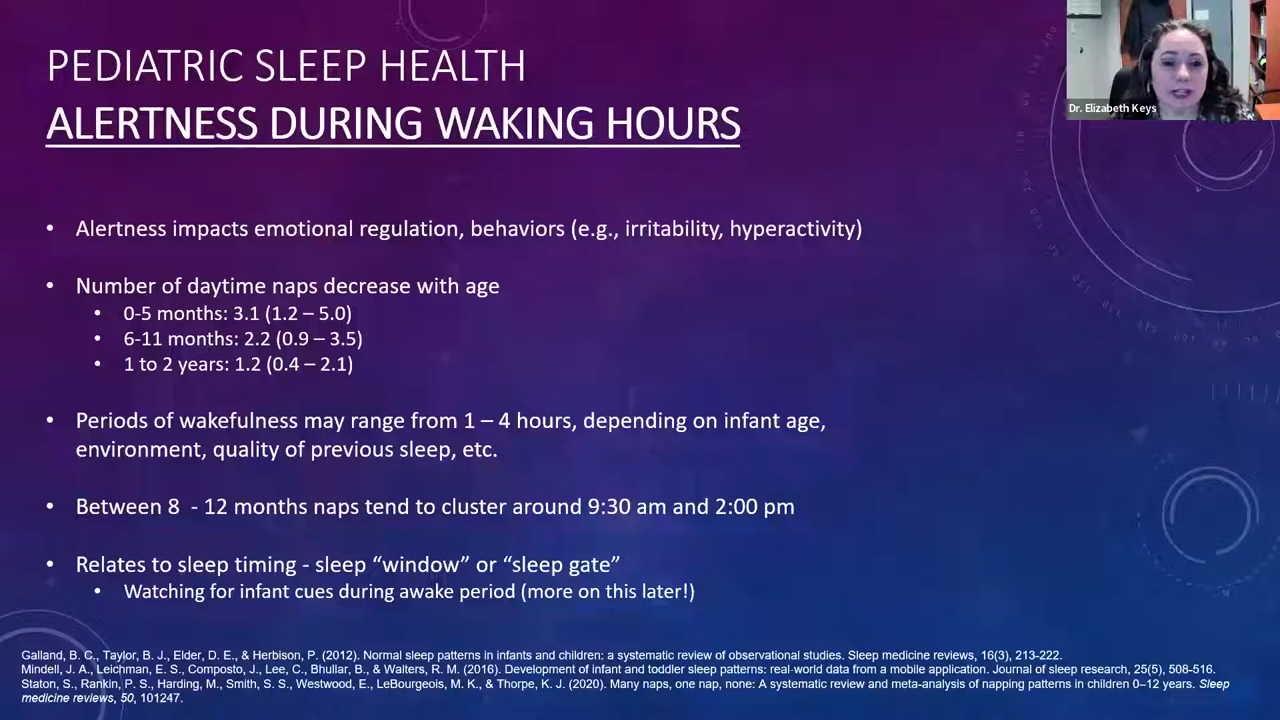 PEDIATRIC SLEEP HEALTH
ALERTNESS DURING WAKING HOURS
Dr. Elizabeth Keys
• Alertness impacts emotional regulation, behaviors (e.g., irritability, hyperactivity)
• Number of daytime naps decrease with age
• 0-5 months: 3.1 (1.2 – 5.0)
• 6-11 months: 2.2 (0.9 – 3.5)
• 1 to 2 years: 1.2 (0.4 – 2.1)
• Periods of wakefulness may range from 1 – 4 hours, depending on infant age,
environment, quality of previous sleep, etc.
• Between 8 - 12 months naps tend to cluster around 9:30 am and 2:00 pm
• Relates to sleep timing - sleep “window” or “sleep gate”
• Watching for infant cues during awake period (more on this later!)
Galland, B. C., Taylor, B. J., Elder, D. E., & Herbison, P. (2012). Normal sleep patterns in infants and children: a systematic review of observational studies. Sleep medicine reviews, 16(3), 213-222.
Mindell, J. A., Leichman, E. S., Composto, J., Lee, C., Bhullar, B., & Walters, R. M. (2016). Development of infant and toddler sleep patterns: real-world data from a mobile application. Journal of sleep research, 25(5), 508-516.
Staton, S., Rankin, P. S., Harding, M., Smith, S. S., Westwood, E., LeBourgeois, M. K., & Thorpe, K. J. (2020). Many naps, one nap, none: A systematic review and meta-analysis of napping patterns in children 0–12 years. Sleep
medicine reviews, 50, 101247.